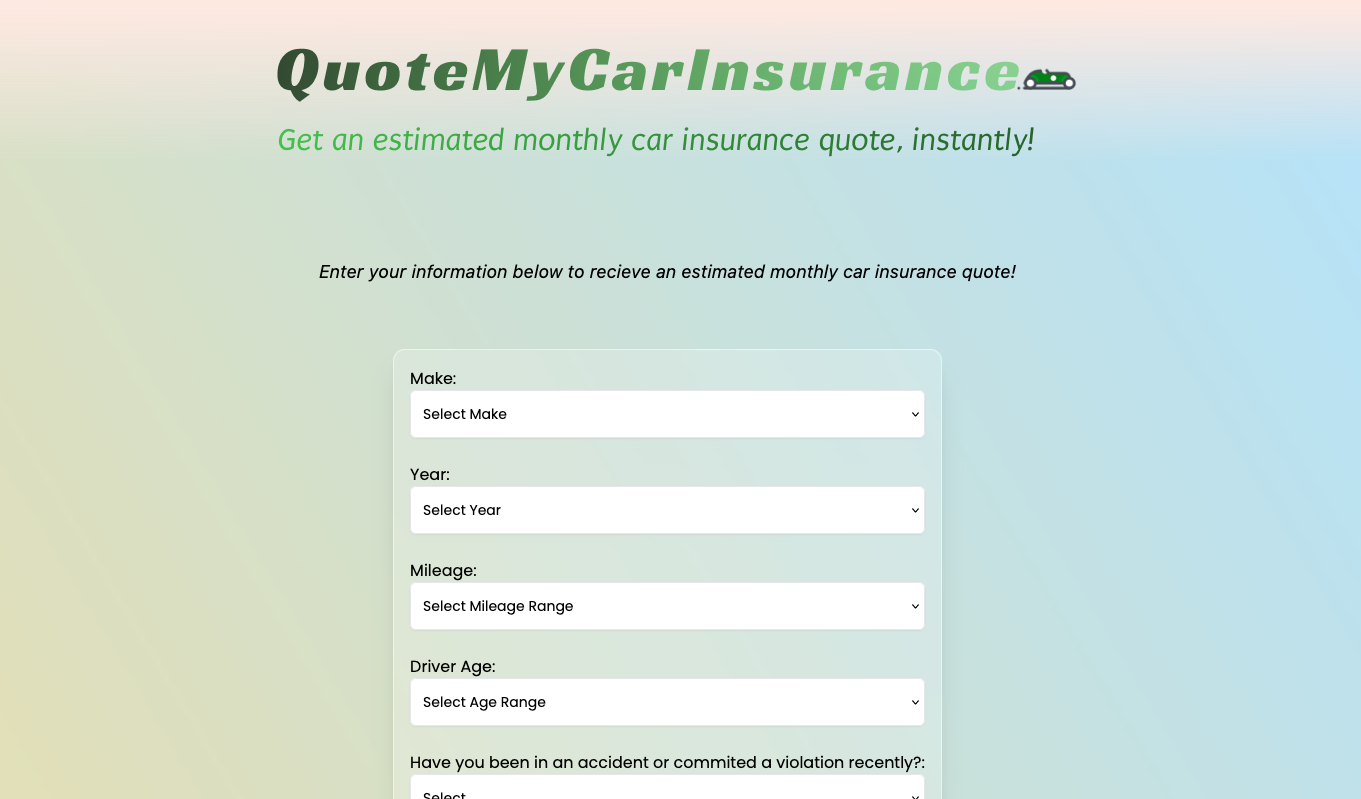 QuoteMyCarInsurance
Get an estimated monthly car insurance quote, instantly!
Enter your information below to recieve an estimated monthly car insurance quote!
Make:
Select Make
Year:
Select Year
Mileage:
Select Mileage Range
Driver Age:
Select Age Range
Have you been in an accident or commited a violation recently?:
Select